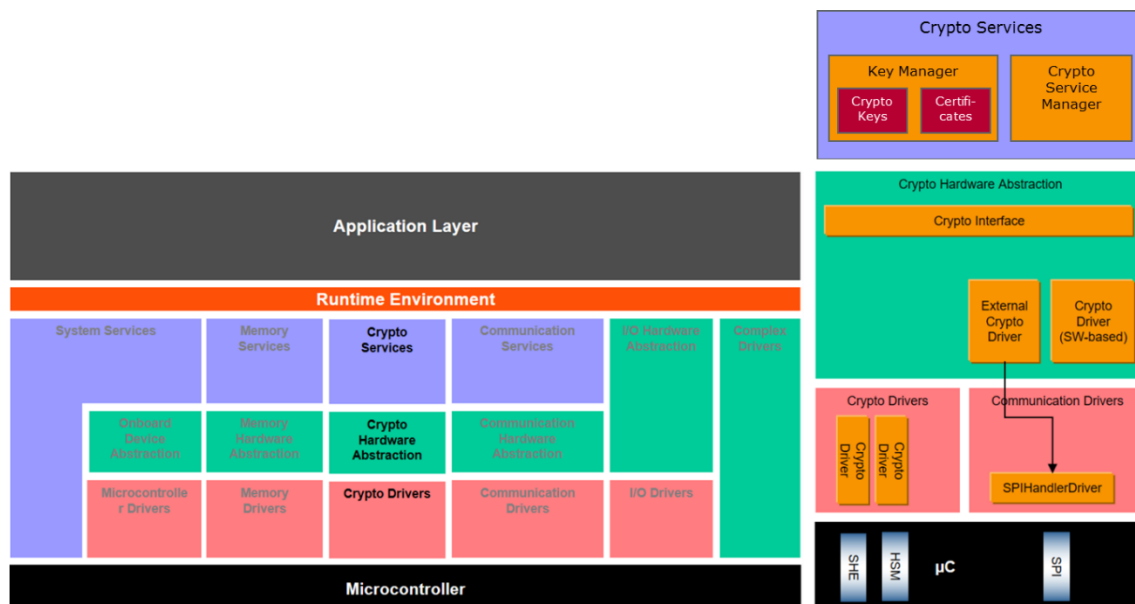 Crypto Services
Key Manager
Crypto
Keys
Certifi-
cates
Crypto
Service
Manager
Application Layer
Runtime Environment
System Services
Memory
Services
Crypto
Services
Communication
Services
I/O Hardware
Abstraction
Complex
Drivers
Onboard
Device
Abstraction
Memory
Hardware
Abstraction
Crypto
Hardware
Abstraction
Communication
Hardware
Abstraction
Microcontrolle
r Drivers
Memory
Drivers
Crypto Drivers
Communication
Drivers
I/O Drivers
Microcontroller
Crypto Hardware Abstraction
Crypto Interface
External
Crypto
Driver
Crypto
Driver
(SW-based)
Crypto Drivers
Crypto
Driver
Crypto
Driver
Communication Drivers
SPIHandlerDriver
SHE
HSM
µC
SPI